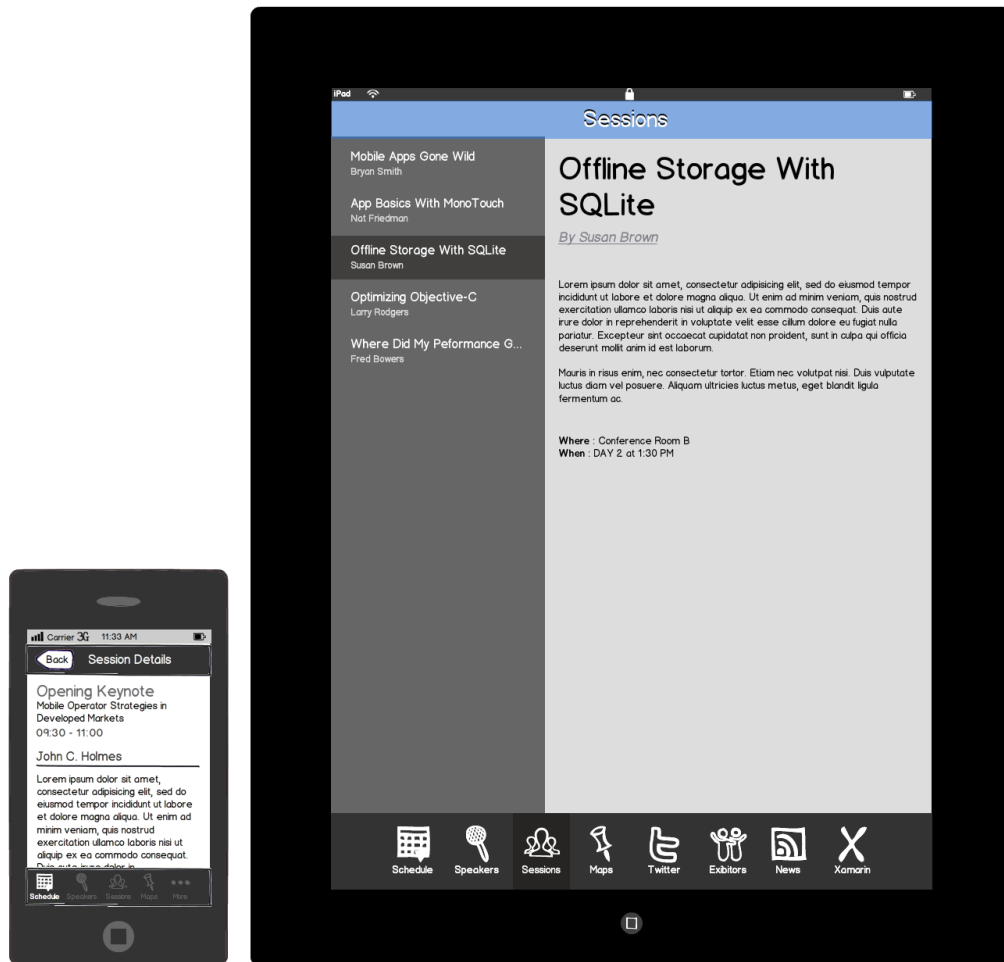 iPad
Sessions
Mobile Apps Gone Wild
Bryan Smith
App Basics With MonoTouch
Nat Friedman
Offline Storage With SQLite
Susan Brown
Optimizing Objective-C
Larry Rodgers
Where Did My Peformance G...
Fred Bowers
Offline Storage With
SQLite
By Susan Brown
Lorem ipsum dolor sit amet, consectetur adipisicing elit, sed do eiusmod tempor
incididunt ut labore et dolore magna aliqua. Ut enim ad minim veniam, quis nostrud
exercitation ullamco laboris nisi ut aliquip ex ea commodo consequat. Duis aute
irure dolor in reprehenderit in voluptate velit esse cillum dolore eu fugiat nulla
pariatur. Excepteur sint occaecat cupidatat non proident, sunt in culpa qui officia
deserunt mollit anim id est laborum.
Mauris in risus enim, nec consectetur tortor. Etiam nec volutpat nisi. Duis vulputate
luctus diam vel posuere. Aliquam ultricies luctus metus, eget blandit ligula
fermentum ac.
Where : Conference Room B
When : DAY 2 at 1:30 PM
Schedule Speakers Sessions Maps Twitter Exibitors News Xamarin
Carrier 3G 11:33 AM
Back Session Details
Opening Keynote
Mobile Operator Strategies in
Developed Markets
09:30 - 11:00
John C. Holmes
Lorem ipsum dolor sit amet,
consectetur adipisicing elit, sed do
eiusmod tempor incididunt ut labore
et dolore magna aliqua. Ut enim ad
minim veniam, quis nostrud
exercitation ullamco laboris nisi ut
aliquip ex ea commodo consequat.
Duis aute irure dolor in
Schedule Speakers Sessions Maps More